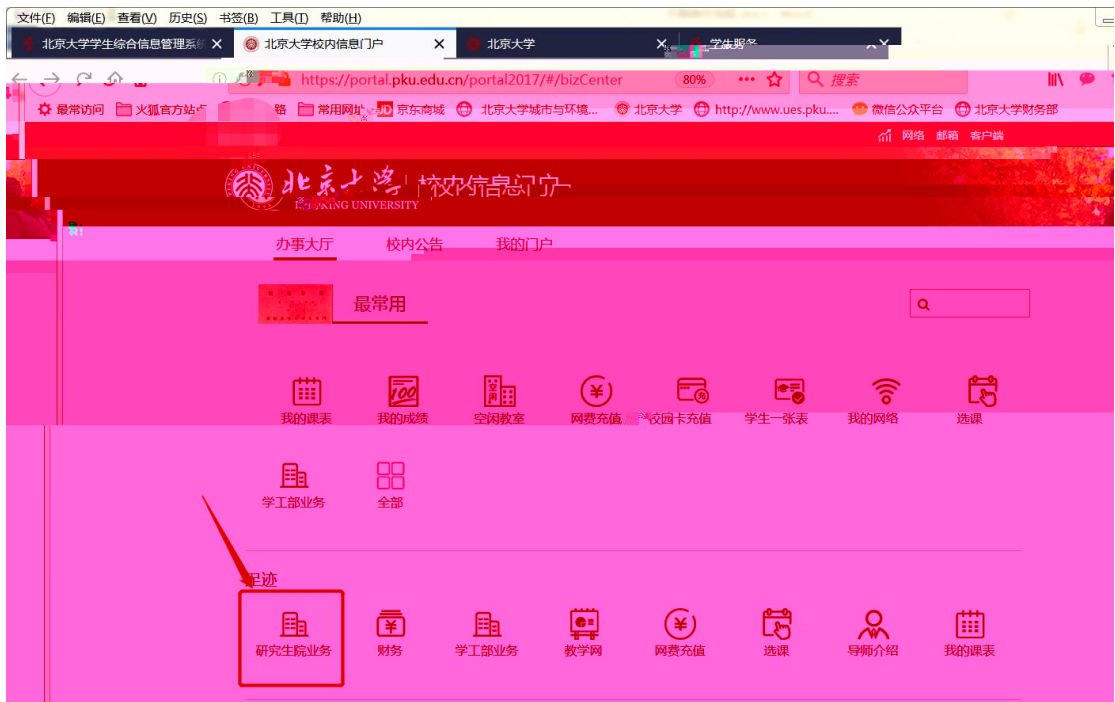 文件(F) 编辑(E) 查看(V) 历史(S) 书签(B) 工具(T) 帮助(H)
北京大学学生综合信息管理系统 北京大学校内信息门户 北京大学 学生服务
https://portal.pku.edu.cn/portal2017/#/bizCenter 80% 搜索
最常访问 火狐官方站点 路 常用网址 JD 京东商城 北京大学城市与环境... 北京大学 http://www.ues.pku.... 微信公众平台 北京大学财务部
网络 邮箱 客户端
北京大学 校内信息门户
PEKING UNIVERSITY
办事大厅 校内公告 我的门户
最常用
我的课表 我的成绩 空闲教室 网费充值 校园卡充值 学生一张表 我的网络 选课
学工部业务 全部
足迹
研究生院业务 财务 学工部业务 教学网 网费充值 选课 导师介绍 我的课表